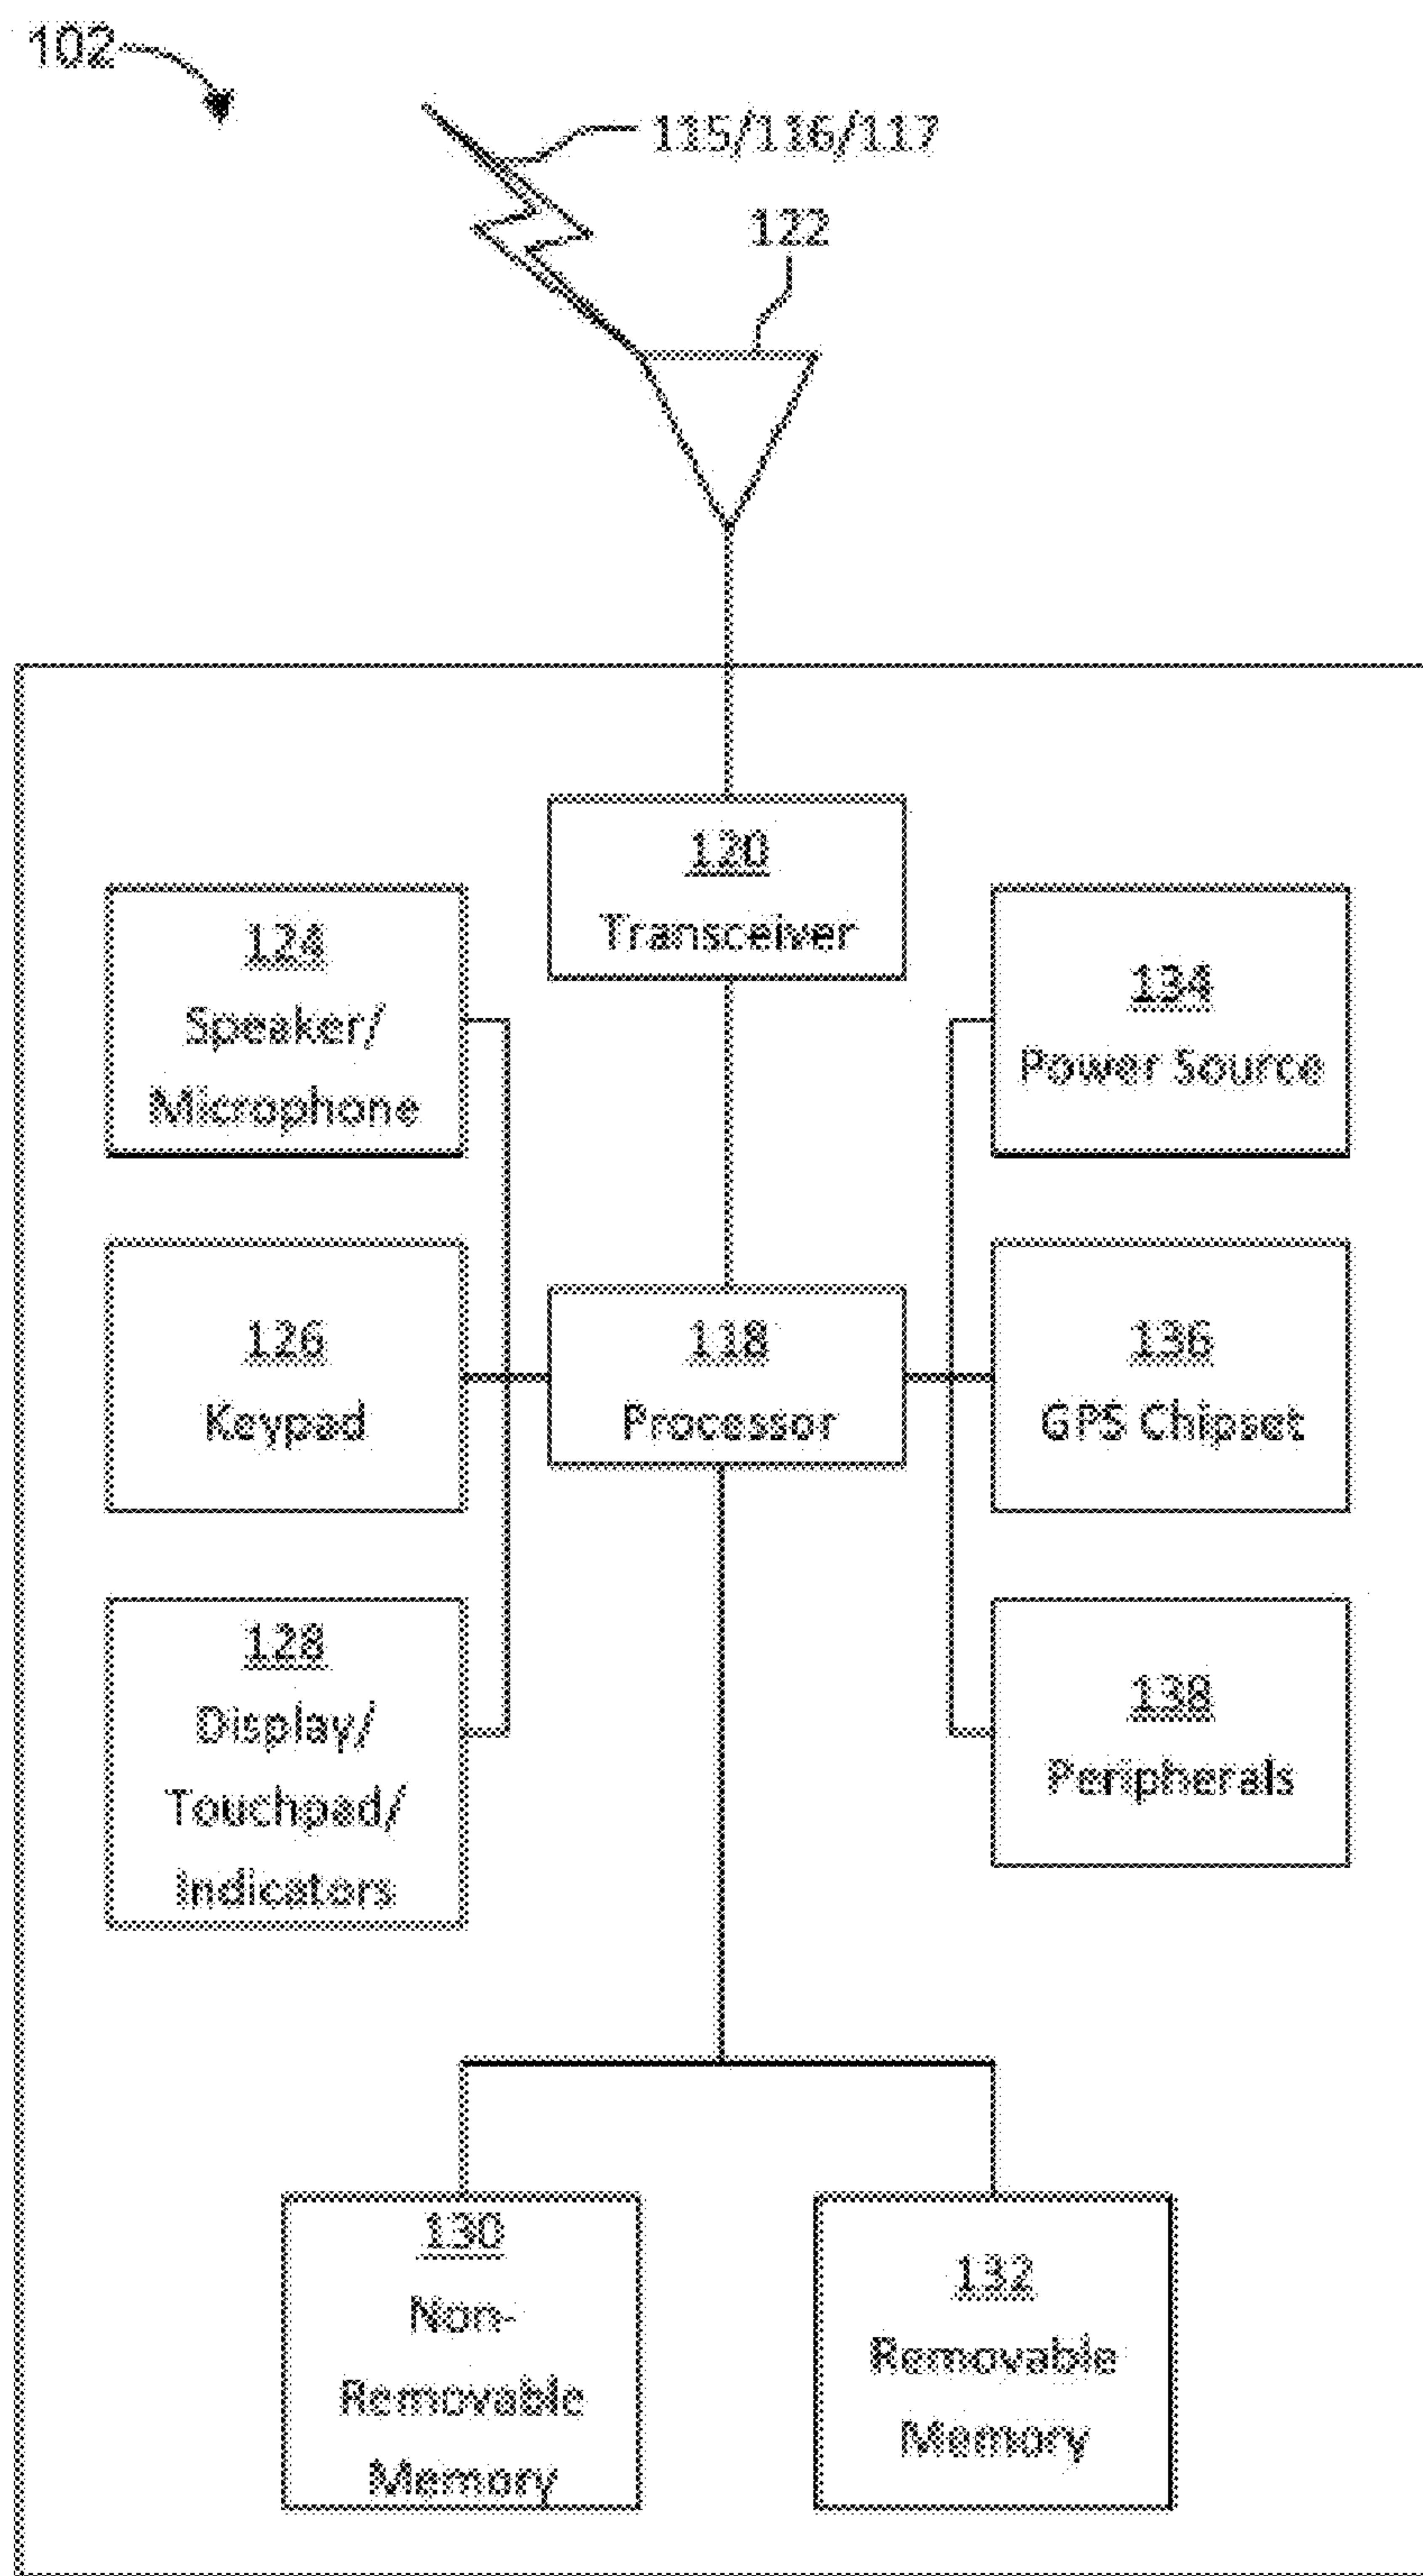 102
115/116/117
122
120
Transceiver
124
Speaker/
Microphone
134
Power Source
126
Keypad
118
Processor
136
GPS Chipset
128
Display/
Touchpad/
Indicators
138
Peripherals
130
Non-
Removable
Memory
132
Removable
Memory